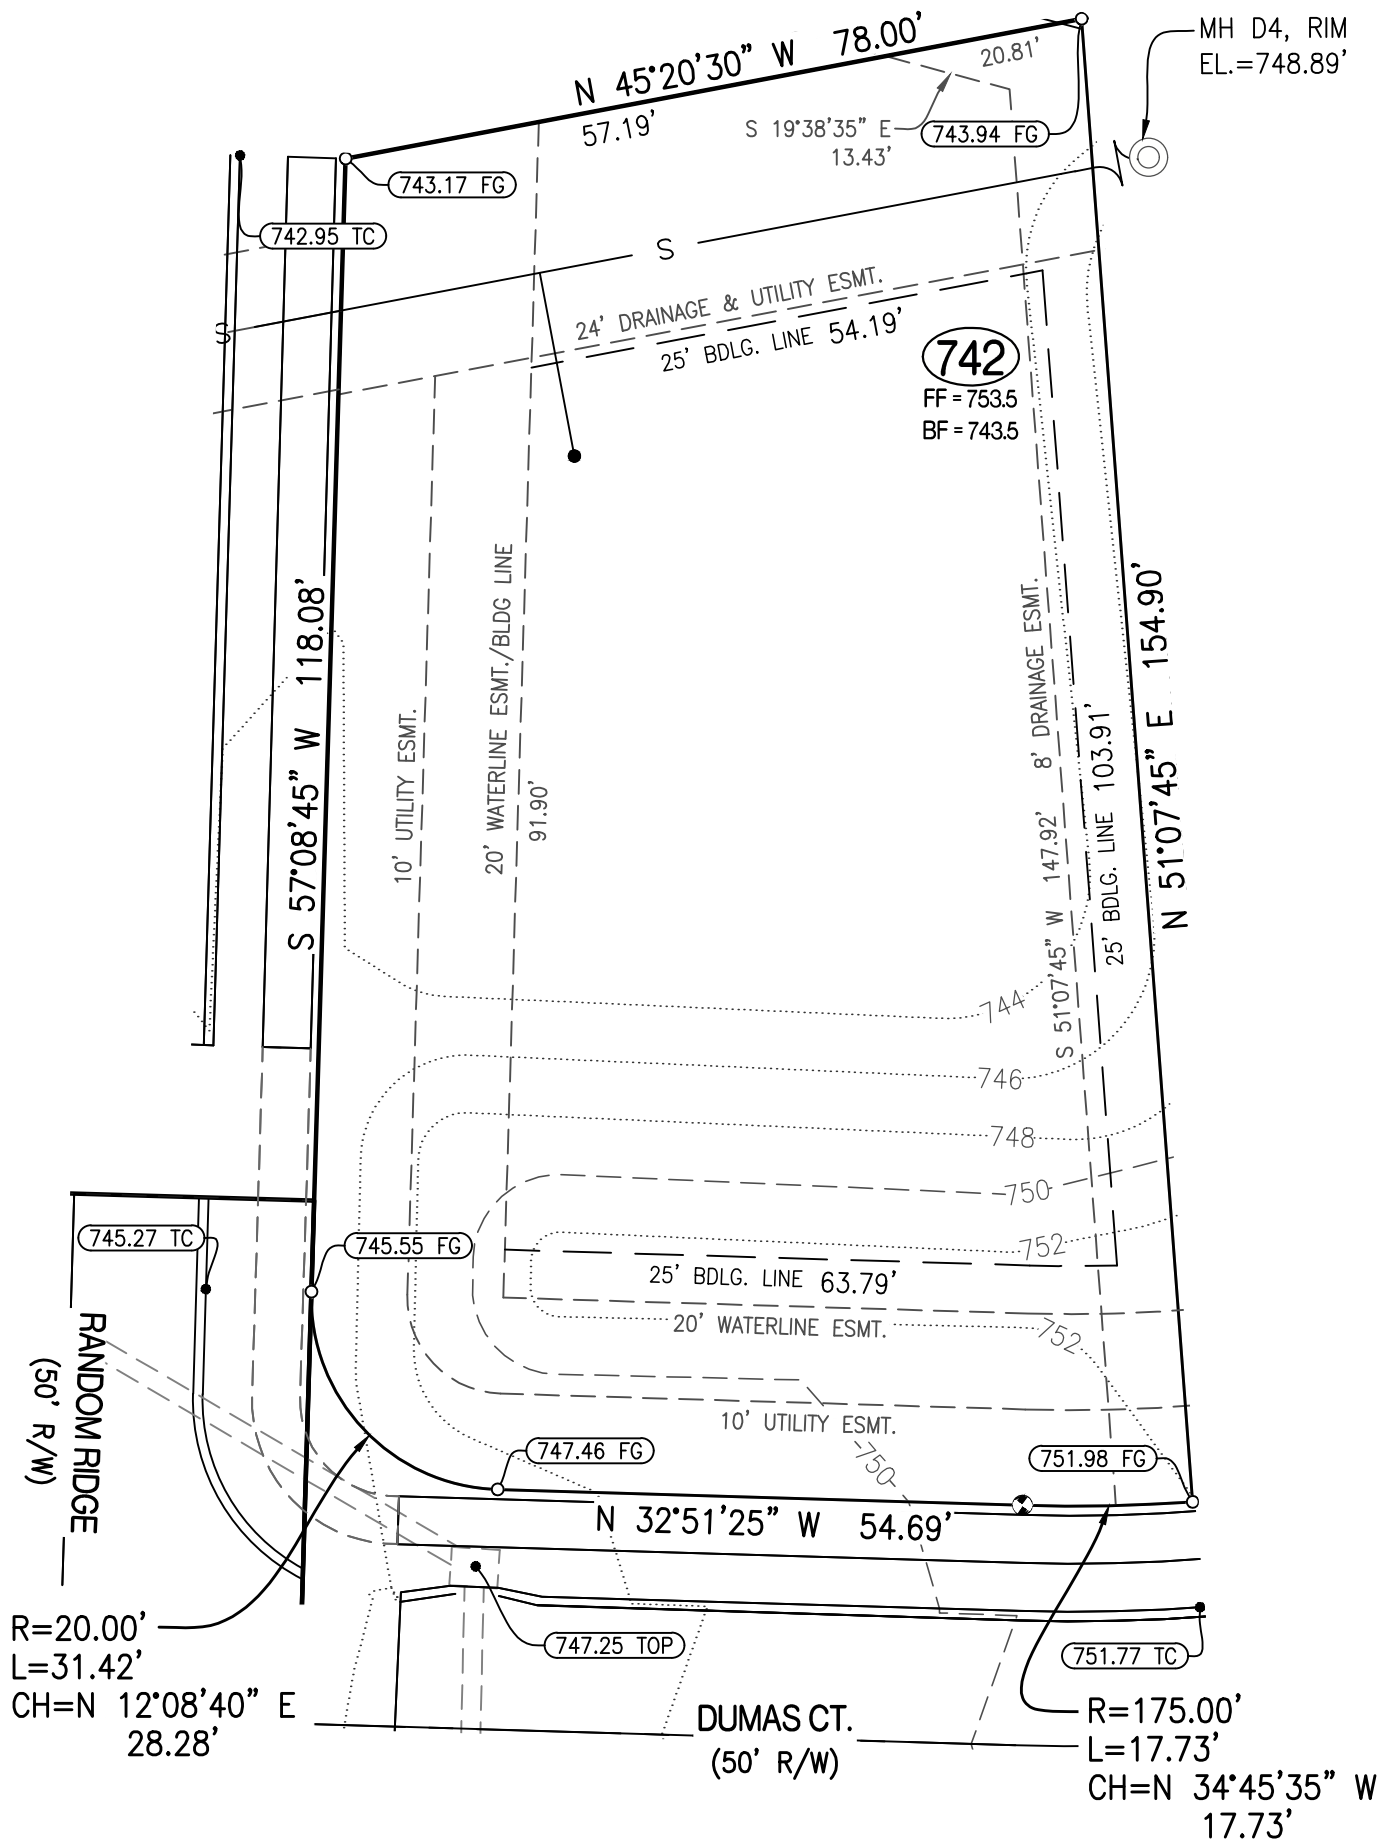 N 45°20'30" W 78.00'
57.19'
20.81'
MH D4, RIM
EL.=748.89'
S 19°38'35" E
13.43'
743.94 FG
743.17 FG
742.95 TC
S
S
24' DRAINAGE & UTILITY ESMT.
25' BDLG. LINE 54.19'
742
FF = 753.5
BF = 743.5
S 57°08'45" W 118.08'
10' UTILITY ESMT.
20' WATERLINE ESMT./BLDG LINE
91.90'
S 51°07'45" W 147.92' 8' DRAINAGE ESMT.
25' BDLG. LINE 103.91'
N 51°07'45" E 154.90'
744
746
748
750
752
745.27 TC
745.55 FG
25' BDLG. LINE 63.79'
20' WATERLINE ESMT.
752
10' UTILITY ESMT.
750
RANDOM RIDGE
(50' R/W)
747.46 FG
751.98 FG
N 32°51'25" W 54.69'
R=20.00'
L=31.42'
CH=N 12°08'40" E
28.28'
747.25 TOP
751.77 TC
DUMAS CT.
(50' R/W)
R=175.00'
L=17.73'
CH=N 34°45'35" W
17.73'